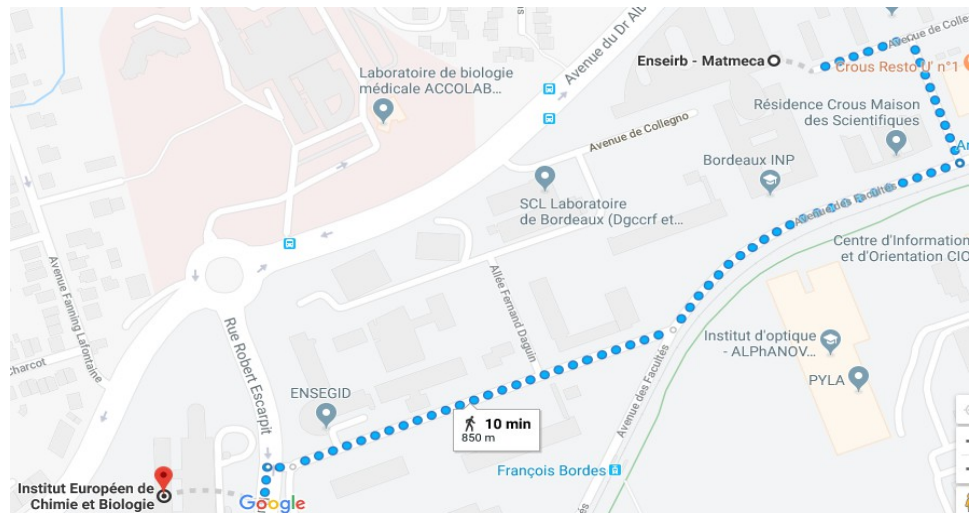 Avenue du Dr Alb
Avenue de Colleg
Enseirb - Matmeca
Crous Resto U' n°1
Laboratoire de biologie
médicale ACCOLAB...
Résidence Crous Maison
des Scientifiques
Avenue de Collegno
Bordeaux INP
Ar
SCL Laboratoire
de Bordeaux (Dgccrf et...
Avenue des Facultés
Centre d'Information
et d'Orientation CIO
Avenue Fanning Lafontaine
Allée Fernand Daguin
Rue Robert Escarpit
Charcot
Institut d'optique
- ALPhANOV...
PYLA
ENSEGID
Avenue des Facultés
10 min
850 m
François Bordes
Institut Européen de
Chimie et Biologie
Google